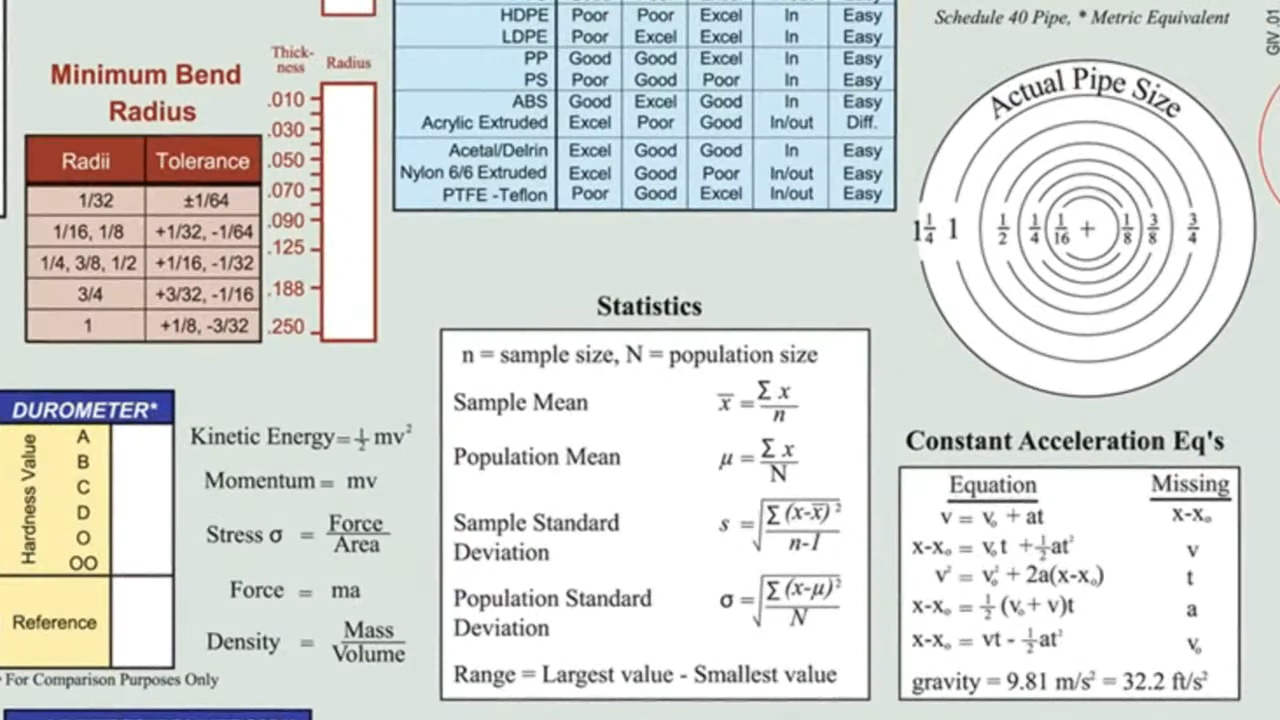 HDPE Poor Poor Excel In Easy
LDPE Poor Excel Excel In Easy
PP Good Good Excel In Easy
PS Poor Good Poor In Easy
ABS Good Excel Good In Easy
Acrylic Extruded Excel Poor Good In/out Diff.
Acetal/Delrin Excel Good Good In Easy
Nylon 6/6 Extruded Excel Good Poor In/out Easy
PTFE -Teflon Poor Good Excel In/out Easy
Schedule 40 Pipe, * Metric Equivalent
GIV 01
Minimum Bend
Radius
Radii Tolerance
1/32 ±1/64
1/16, 1/8 +1/32, -1/64
1/4, 3/8, 1/2 +1/16, -1/32
3/4 +3/32, -1/16
1 +1/8, -3/32
Thick-
ness Radius
.010
.030
.050
.070
.090
.125
.188
.250
Actual Pipe Size
1 1/4 1 1/2 1/4 1/16 + 1/8 3/8 3/4
DUROMETER*
Hardness Value
A
B
C
D
O
OO
Reference
For Comparison Purposes Only
Kinetic Energy = ½ mv²
Momentum = mv
Stress σ = Force/Area
Force = ma
Density = Mass/Volume
Statistics
n = sample size, N = population size
Sample Mean x̅ = Σ x / n
Population Mean μ = Σ x / N
Sample Standard Deviation s = √(Σ (x-x̅)² / n-1)
Population Standard Deviation σ = √(Σ (x-μ)² / N)
Range = Largest value - Smallest value
Constant Acceleration Eq's
Equation Missing
v = v₀ + at x-x₀
x-x₀ = v₀t + ½at² v
v² = v₀² + 2a(x-x₀) t
x-x₀ = ½ (v₀ + v)t a
x-x₀ = vt - ½at² v₀
gravity = 9.81 m/s² = 32.2 ft/s²